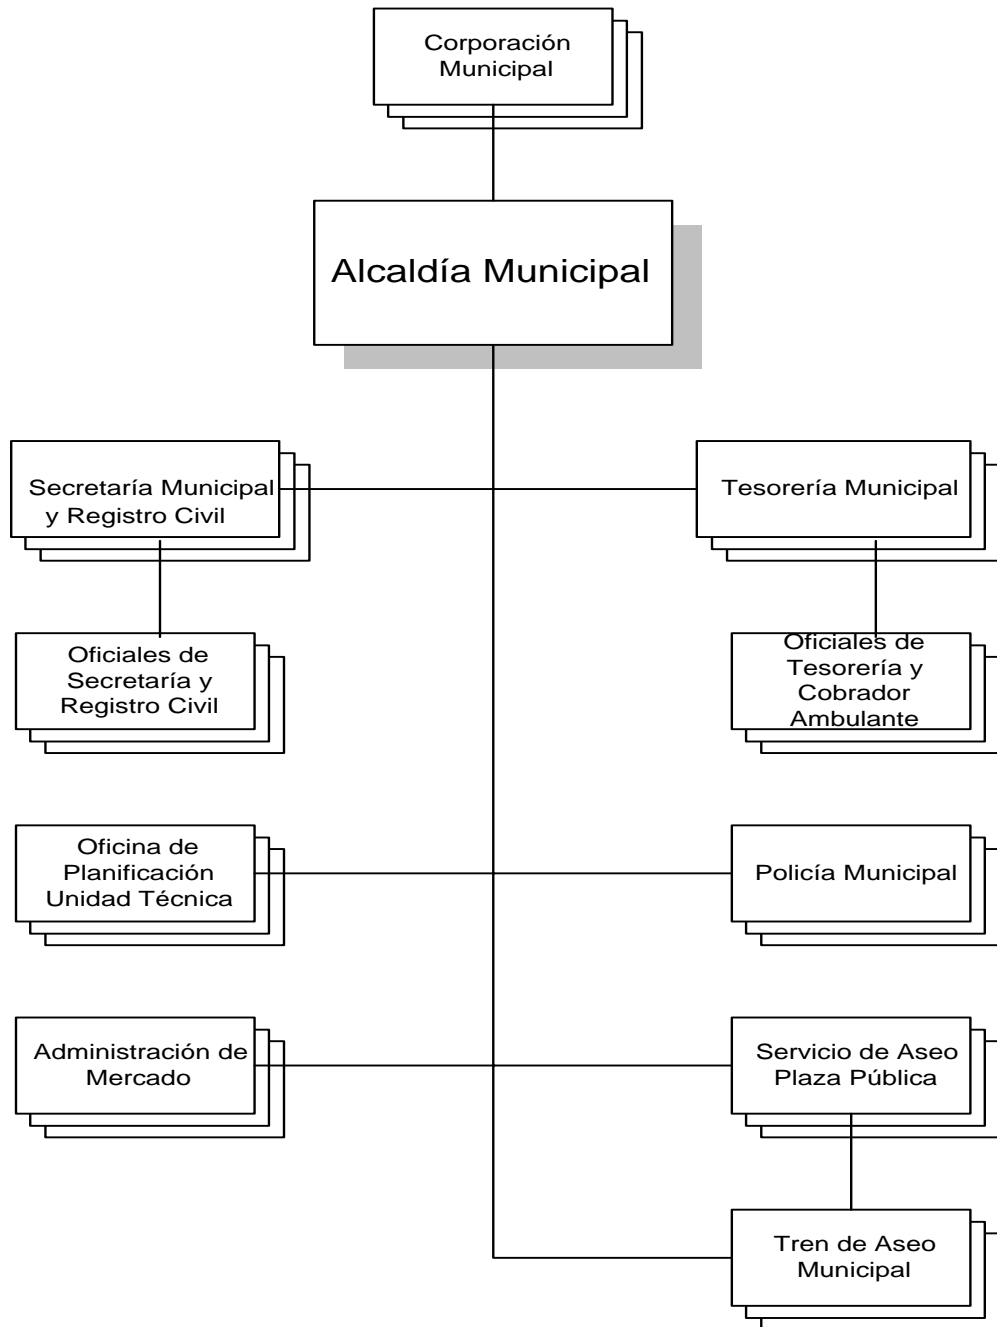 Corporación
Municipal
Alcaldía Municipal
Secretaría Municipal
y Registro Civil
Tesorería Municipal
Oficiales de
Secretaría y
Registro Civil
Oficiales de
Tesorería y
Cobrador
Ambulante
Oficina de
Planificación
Unidad Técnica
Policía Municipal
Administración de
Mercado
Servicio de Aseo
Plaza Pública
Tren de Aseo
Municipal